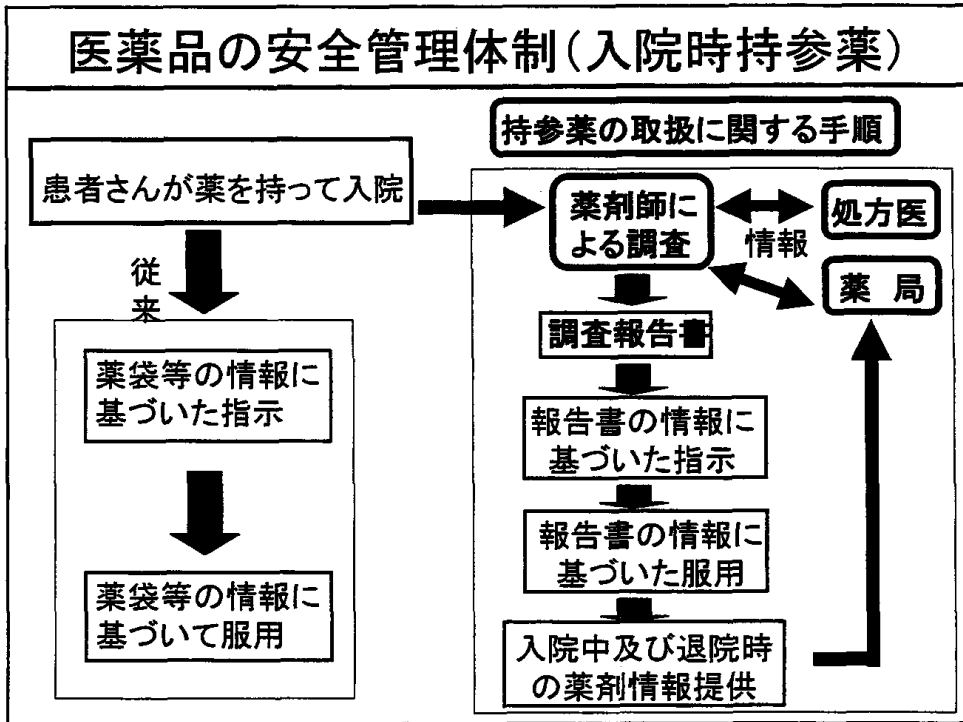 医薬品の安全管理体制（入院時持参薬）
持参薬の取扱に関する手順
患者さんが薬を持って入院
従
来
薬袋等の情報に
基づいた指示
薬袋等の情報に
基づいて服用
薬剤師に
よる調査
情報
処方医
薬 局
調査報告書
報告書の情報に
基づいた指示
報告書の情報に
基づいた服用
入院中及び退院時
の薬剤情報提供